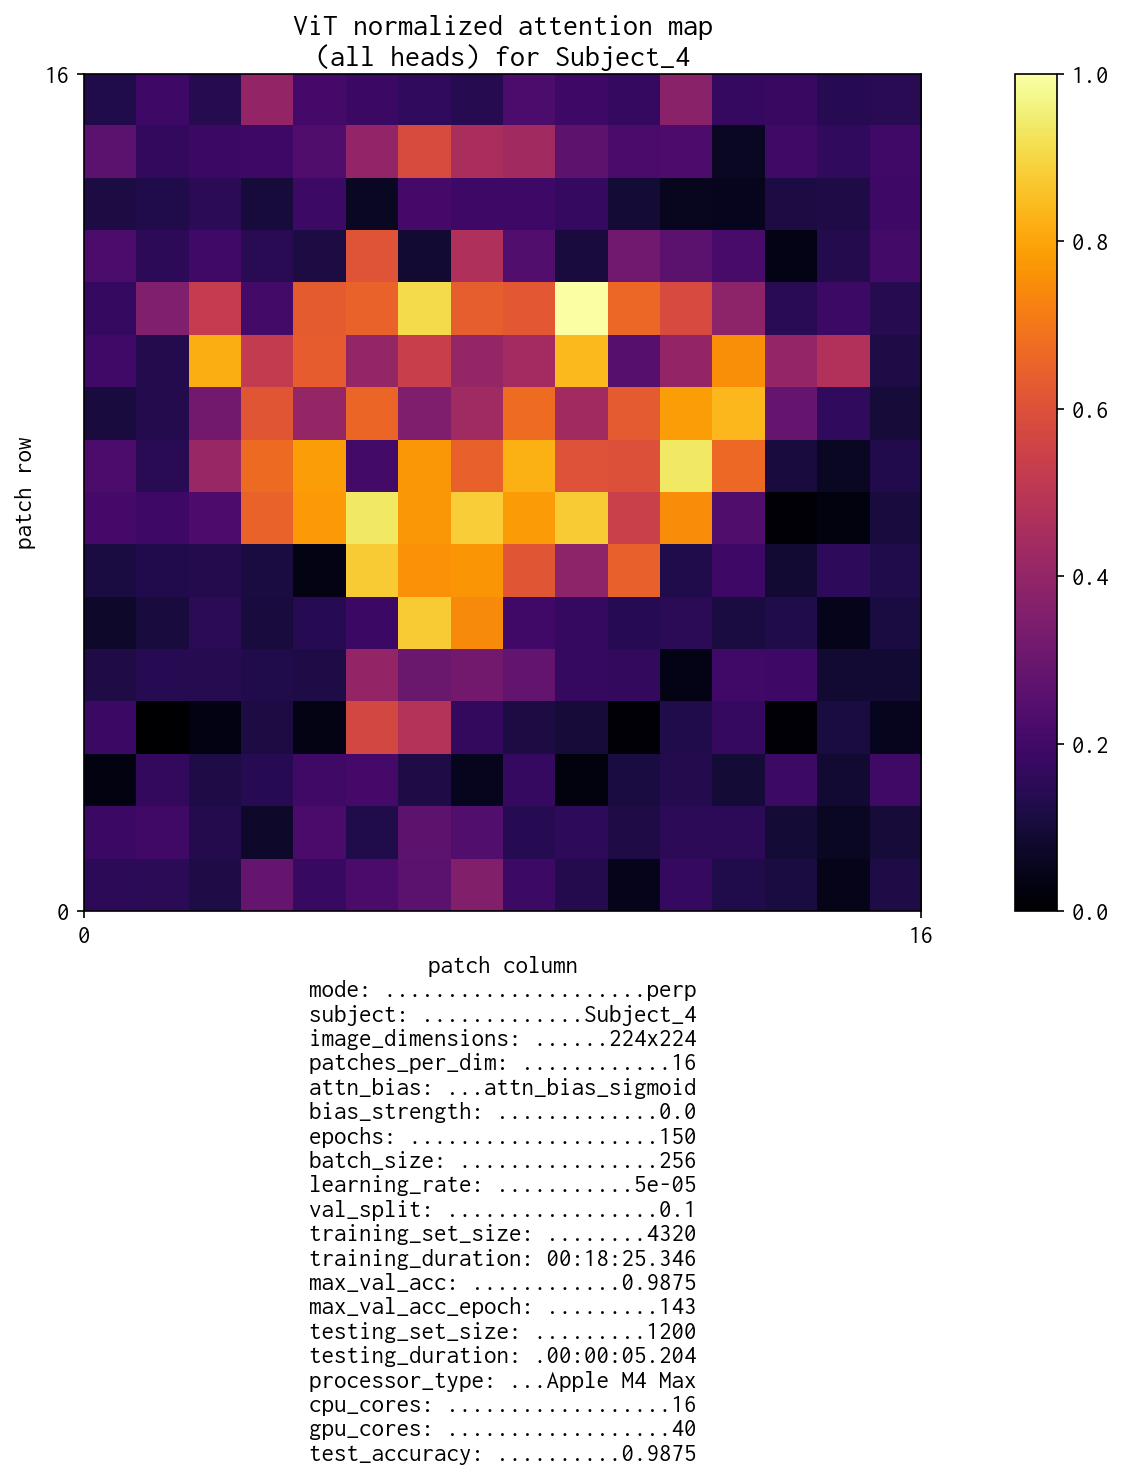 ViT normalized attention map
(all heads) for Subject_4
16
0
0
16
patch row
patch column
1.0
0.8
0.6
0.4
0.2
0.0
mode: .....................perp
subject: .............Subject_4
image_dimensions: ......224x224
patches_per_dim: ............16
attn_bias: ...attn_bias_sigmoid
bias_strength: .............0.0
epochs: ....................150
batch_size: ................256
learning_rate: ...........5e-05
val_split: .................0.1
training_set_size: ........4320
training_duration: 00:18:25.346
max_val_acc: ............0.9875
max_val_acc_epoch: .........143
testing_set_size: .........1200
testing_duration: .00:00:05.204
processor_type: ...Apple M4 Max
cpu_cores: ..................16
gpu_cores: ..................40
test_accuracy: ..........0.9875